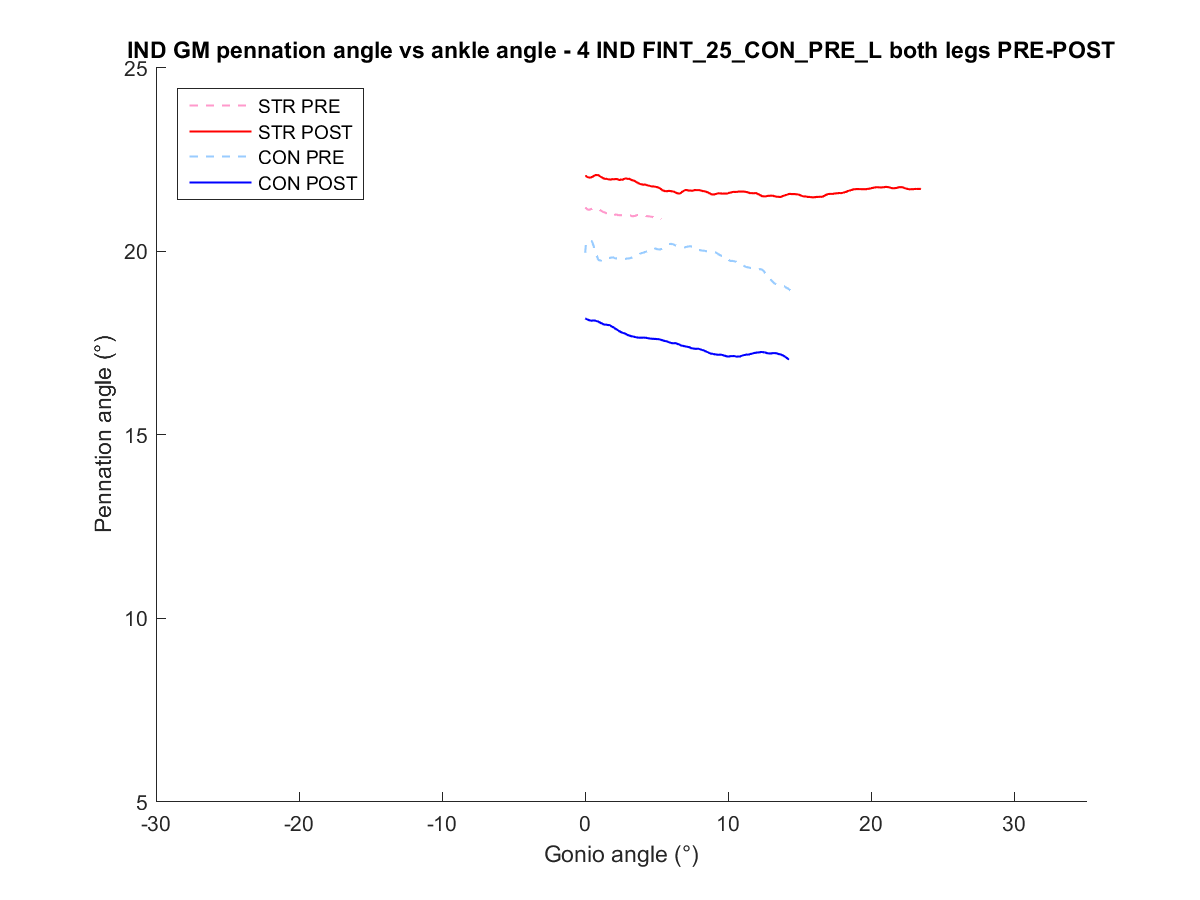 IND GM pennation angle vs ankle angle - 4 IND FINT_25_CON_PRE_L both legs PRE-POST
STR PRE
STR POST
CON PRE
CON POST
25
20
15
10
5
Pennation angle (°)
-30
-20
-10
0
10
20
30
Gonio angle (°)